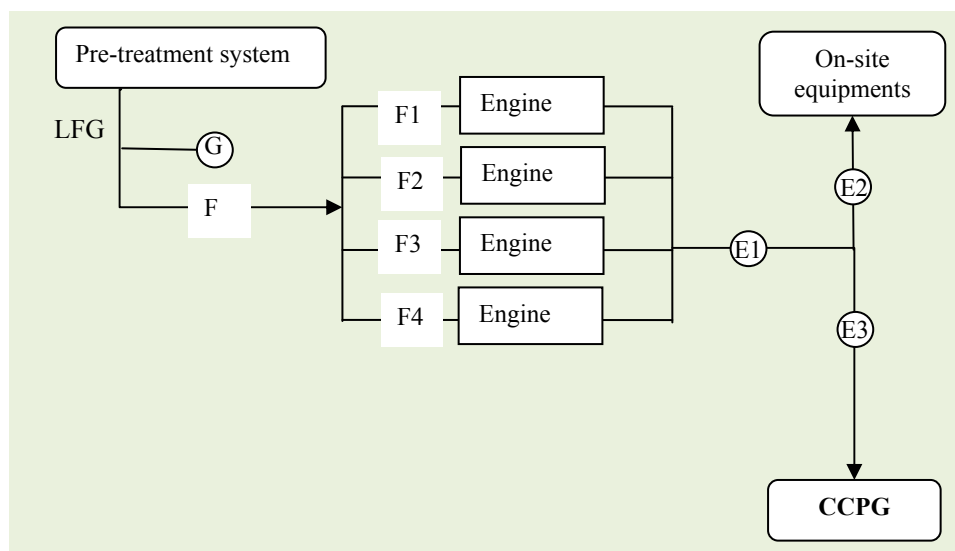 Pre-treatment system
LFG
G
F
F1
Engine
F2
Engine
F3
Engine
F4
Engine
E1
On-site
equipments
E2
E3
CCPG